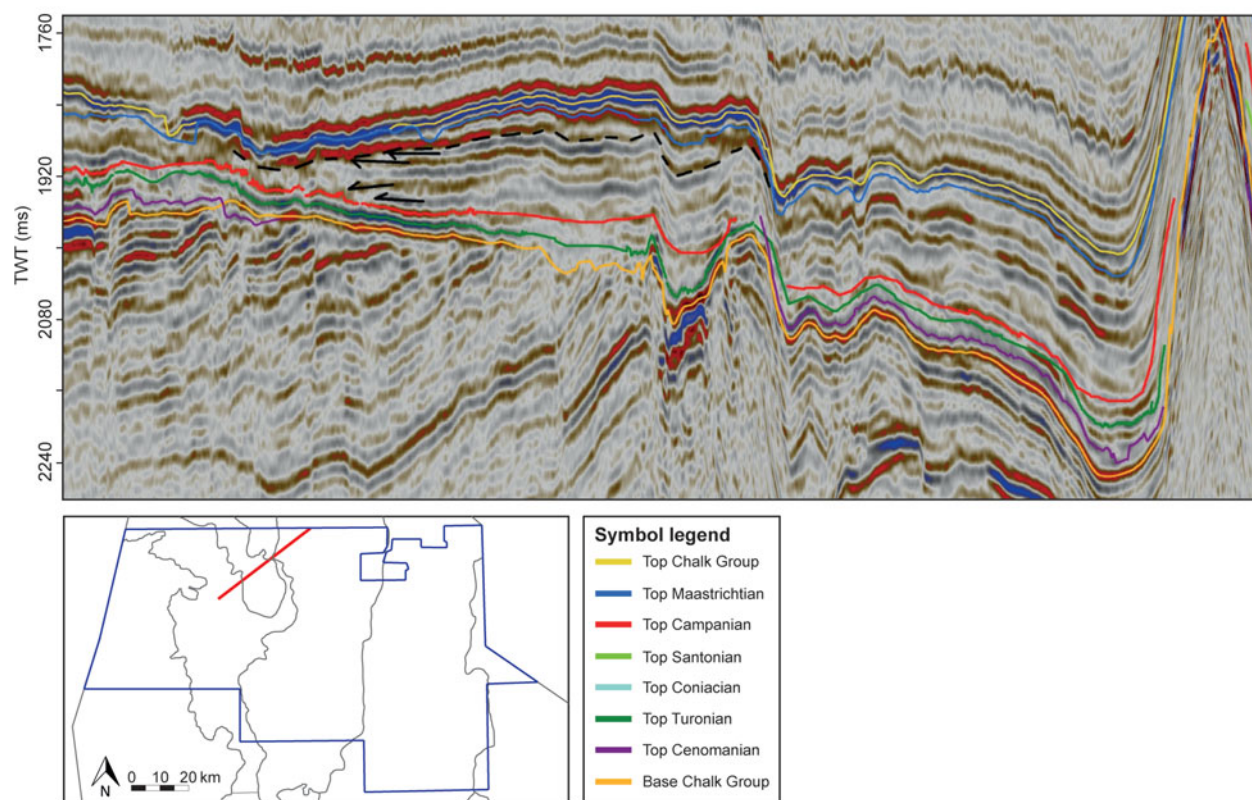 1760
1920
2080
2240
TWT (ms)
N
0 10 20 km
Symbol legend
Top Chalk Group
Top Maastrichtian
Top Campanian
Top Santonian
Top Coniacian
Top Turonian
Top Cenomanian
Base Chalk Group